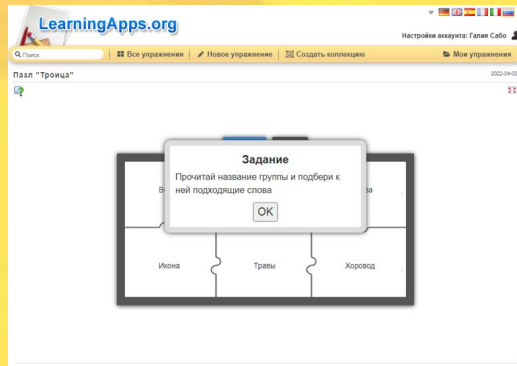 LearningApps.org
Настройки аккаунта: Галия Сабо
Поиск
Все упражнения
Новое упражнение
Создать коллекцию
Мои упражнения
Пазл "Троица"
2022-04-02
Задание
Прочитай название группы и подбери к
ней подходящие слова
OK
Икона
Травы
Хоровод